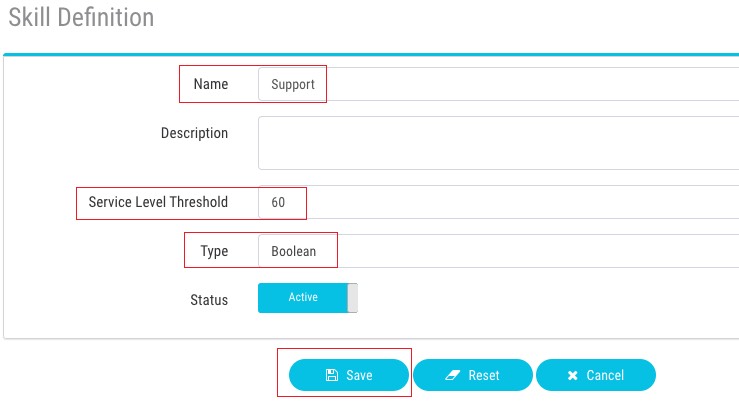 Skill Definition
Name Support
Description
Service Level Threshold 60
Type Boolean
Status Active
Save Reset Cancel